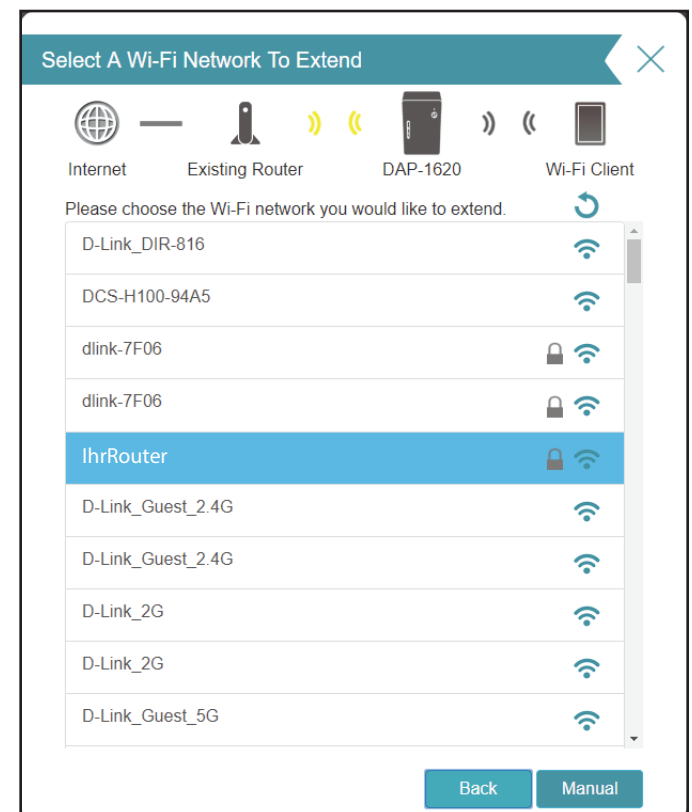 Select A Wi-Fi Network To Extend
Internet Existing Router DAP-1620 Wi-Fi Client
Please choose the Wi-Fi network you would like to extend.
D-Link_DIR-816
DCS-H100-94A5
dlink-7F06
dlink-7F06
IhrRouter
D-Link_Guest_2.4G
D-Link_Guest_2.4G
D-Link_2G
D-Link_2G
D-Link_Guest_5G
Back Manual